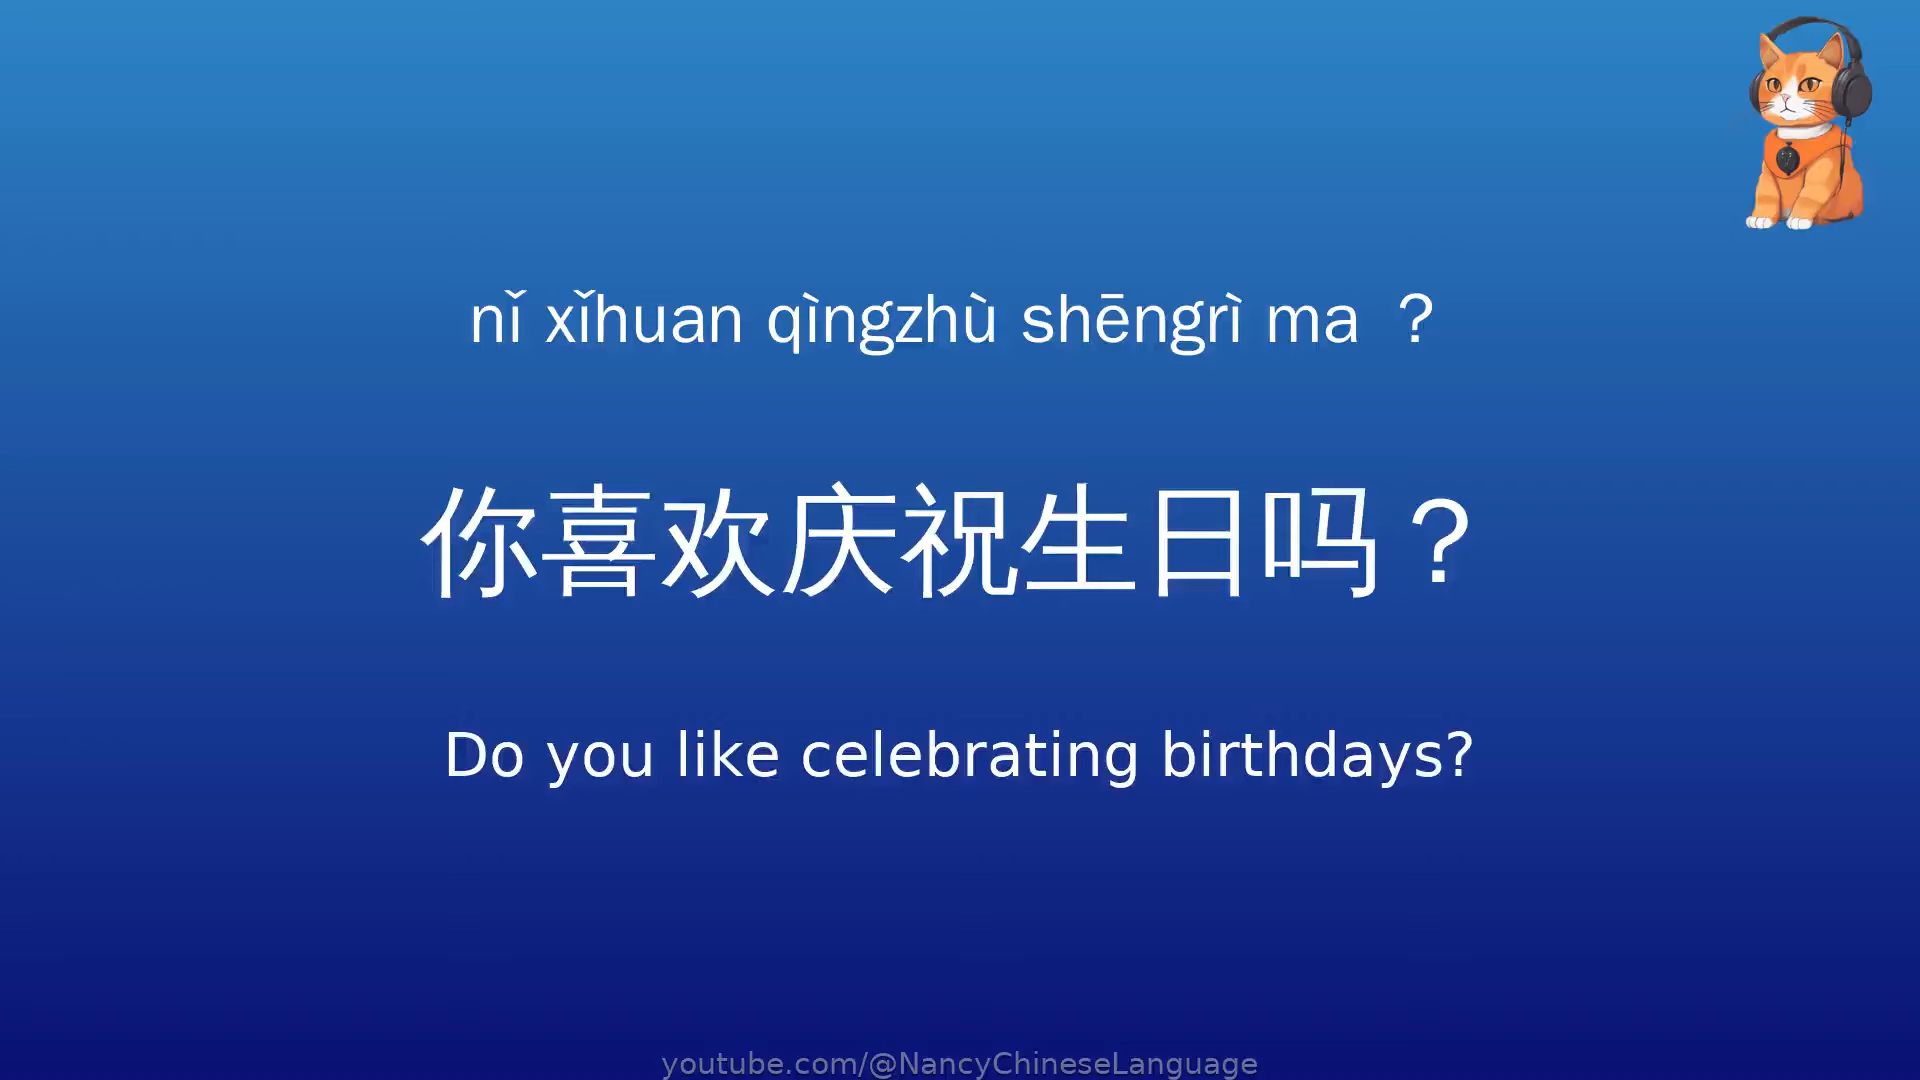 nǐ xǐhuan qìngzhù shēngrì ma ？
你喜欢庆祝生日吗？
Do you like celebrating birthdays?
youtube.com/@NancyChineseLanguage